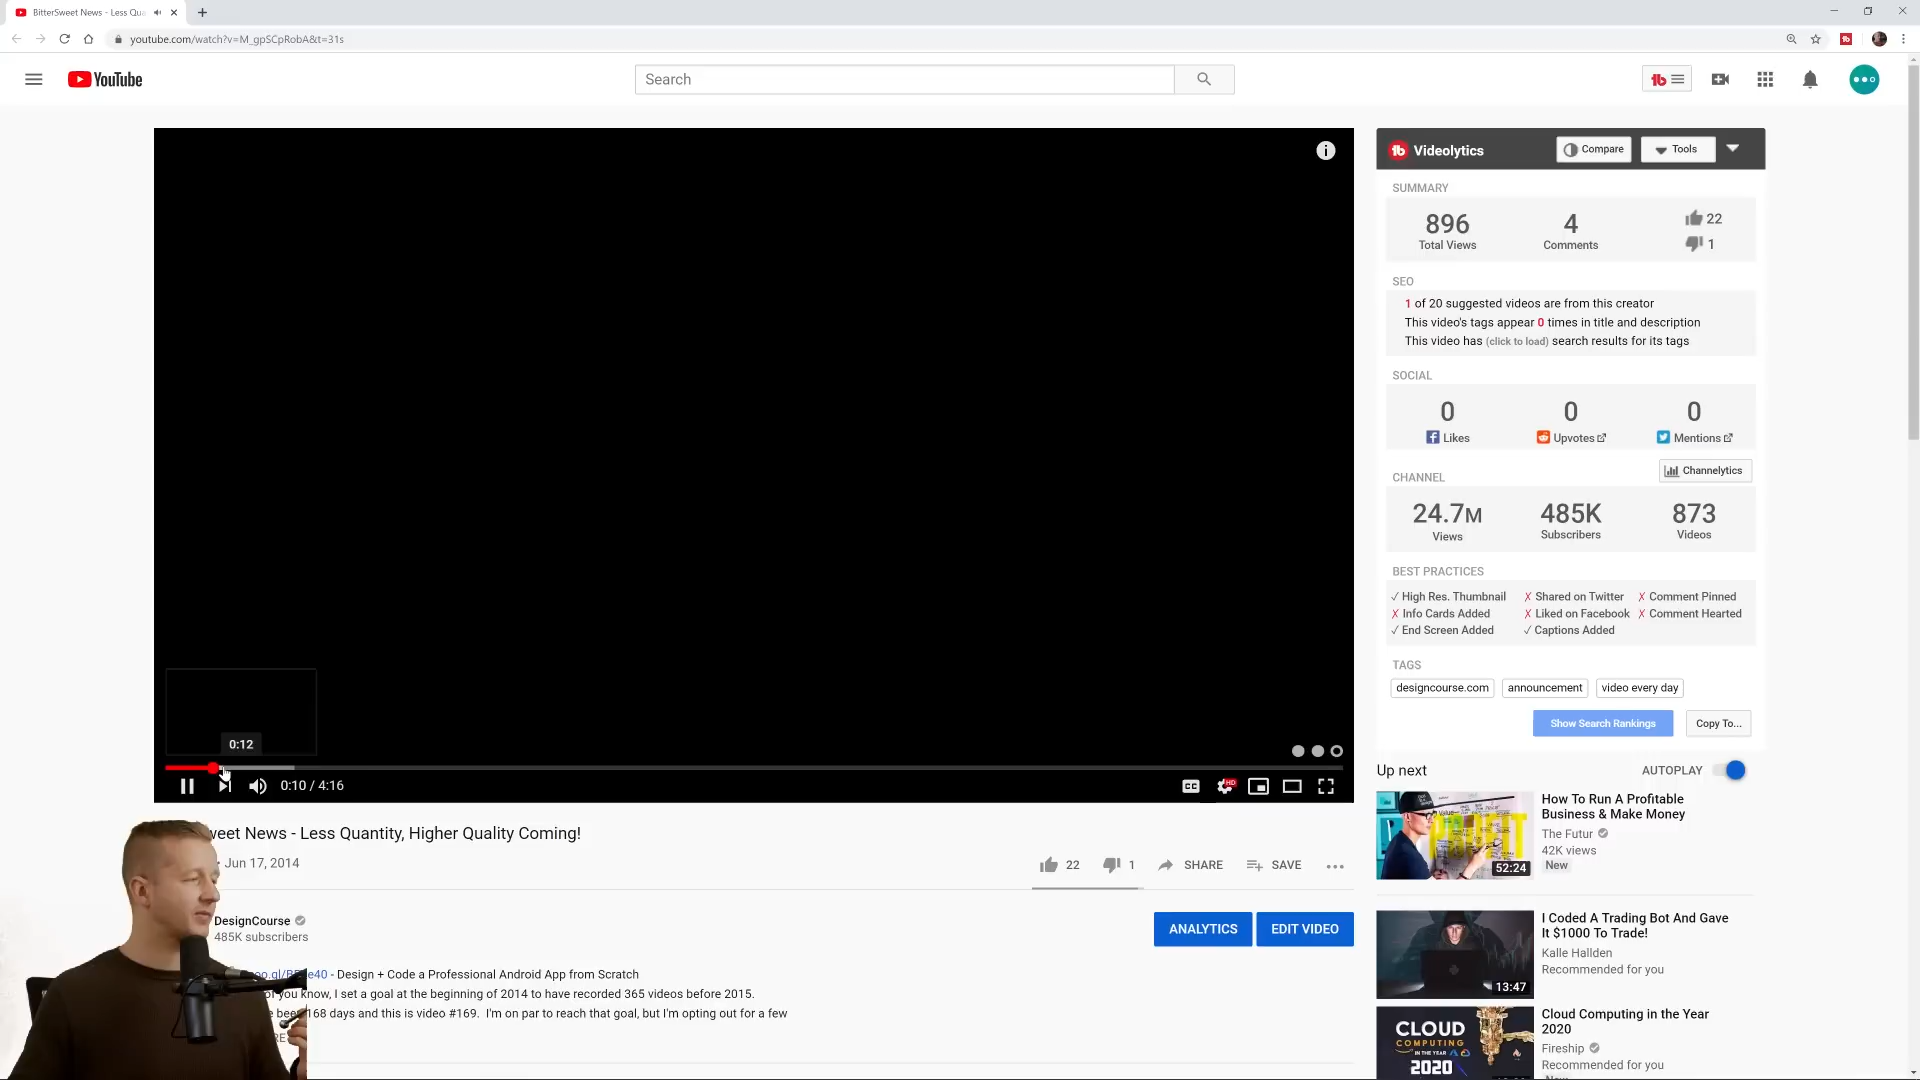 BitterSweet News - Less Qua
youtube.com/watch?v=M_gpSCpRobA&t=31s
YouTube
Search
Videolytics
Compare
Tools
SUMMARY
896
4
22
1
Total Views
Comments
SEO
1 of 20 suggested videos are from this creator
This video's tags appear 0 times in title and description
This video has (click to load) search results for its tags
SOCIAL
0
0
0
Likes
Upvotes
Mentions
CHANNEL
Channelytics
24.7M
485K
873
Views
Subscribers
Videos
BEST PRACTICES
✓ High Res. Thumbnail
✗ Shared on Twitter
✗ Comment Pinned
✗ Info Cards Added
✗ Liked on Facebook
✗ Comment Hearted
✓ End Screen Added
✓ Captions Added
TAGS
designcourse.com
announcement
video every day
Show Search Rankings
Copy To...
0:12
0:10 / 4:16
CC
HD
weet News - Less Quantity, Higher Quality Coming!
Jun 17, 2014
22
1
SHARE
SAVE
DesignCourse
485K subscribers
ANALYTICS
EDIT VIDEO
e40 - Design + Code a Professional Android App from Scratch
of you know, I set a goal at the beginning of 2014 to have recorded 365 videos before 2015.
168 days and this is video #169. I'm on par to reach that goal, but I'm opting out for a few
Up next
AUTOPLAY
How To Run A Profitable
Business & Make Money
The Futur
42K views
New
52:24
I Coded A Trading Bot And Gave
It $1000 To Trade!
Kalle Hallden
Recommended for you
13:47
Cloud Computing in the Year
2020
Fireship
Recommended for you
CLOUD
COMPUTING
IN THE YEAR
2020